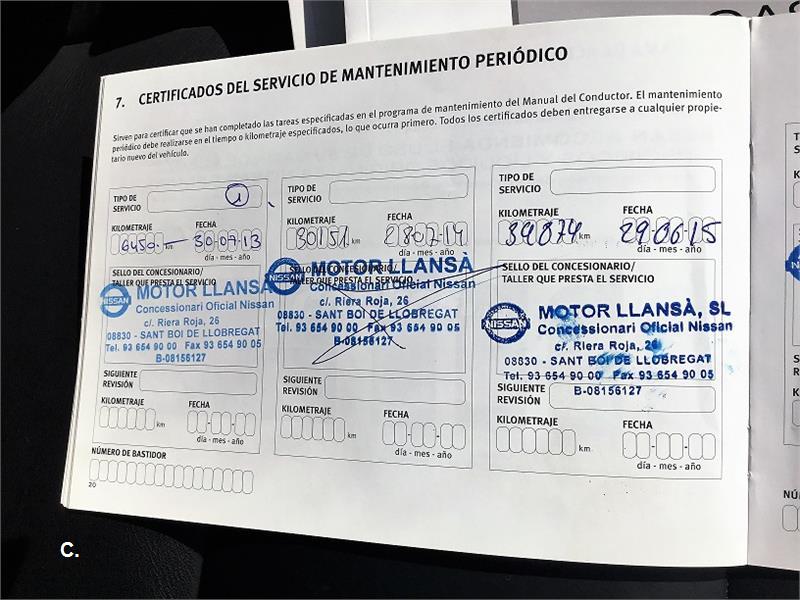 7. CERTIFICADOS DEL SERVICIO DE MANTENIMIENTO PERIÓDICO
Sirven para certificar que se han completado las tareas especificadas en el programa de mantenimiento del Manual del Conductor. El mantenimiento
periódico debe realizarse en el tiempo o kilometraje especificados, lo que ocurra primero. Todos los certificados deben entregarse a cualquier propie-
tario nuevo del vehículo.
TIPO DE
SERVICIO
1
KILOMETRAJE FECHA
16450 km 30-07-13
día - mes - año
SELLO DEL CONCESIONARIO/
TALLER QUE PRESTA EL SERVICIO
NISSAN
MOTOR LLANSÀ
Concessionari Oficial Nissan
c/. Riera Roja, 26
08830 - SANT BOI DE LLOBREGAT
Tel. 93 654 90 00 Fax 93 654 90 05
B-08156127
SIGUIENTE
REVISIÓN
KILOMETRAJE FECHA
km
día - mes - año
TIPO DE
SERVICIO
KILOMETRAJE FECHA
30151 km 280714
día - mes - año
SELLO DEL CONCESIONARIO/
TALLER QUE PRESTA EL SERVICIO
NISSAN
MOTOR LLANSÀ
Concessionari Oficial Nissan
c/. Riera Roja, 26
08830 - SANT BOI DE LLOBREGAT
Tel. 93 654 90 00 Fax 93 654 90 05
B-08156127
SIGUIENTE
REVISIÓN
KILOMETRAJE FECHA
km
día - mes - año
TIPO DE
SERVICIO
KILOMETRAJE FECHA
km 290615
día - mes - año
SELLO DEL CONCESIONARIO/
TALLER QUE PRESTA EL SERVICIO
NISSAN
MOTOR LLANSÀ, SL
Concessionari Oficial Nissan
c/. Riera Roja, 26
08830 - SANT BOI DE LLOBREGAT
Tel. 93 654 90 00 Fax 93 654 90 05
B-08156127
SIGUIENTE
REVISIÓN
KILOMETRAJE FECHA
km
día - mes - año
NÚMERO DE BASTIDOR
20
C.